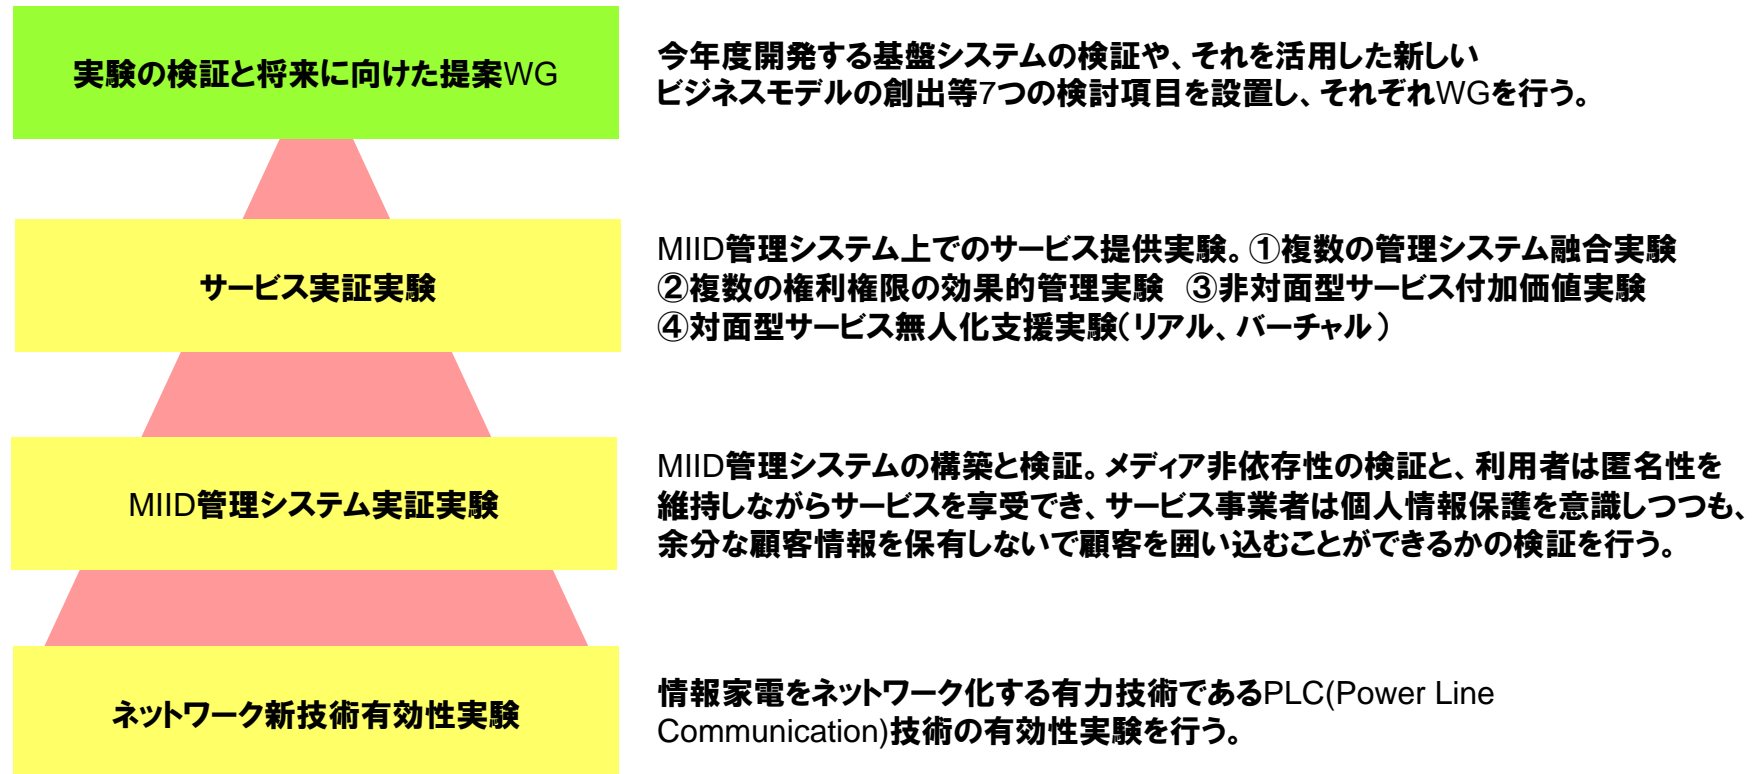 実験の検証と将来に向けた提案WG
今年度開発する基盤システムの検証や、それを活用した新しい
ビジネスモデルの創出等7つの検討項目を設置し、それぞれWGを行う。
サービス実証実験
MIID管理システム上でのサービス提供実験。①複数の管理システム融合実験
②複数の権利権限の効果的管理実験　③非対面型サービス付加価値実験
④対面型サービス無人化支援実験（リアル、バーチャル）
MIID管理システム実証実験
MIID管理システムの構築と検証。メディア非依存性の検証と、利用者は匿名性を
維持しながらサービスを享受でき、サービス事業者は個人情報保護を意識しつつも、
余分な顧客情報を保有しないで顧客を囲い込むことができるかの検証を行う。
ネットワーク新技術有効性実験
情報家電をネットワーク化する有力技術であるPLC(Power Line
Communication)技術の有効性実験を行う。